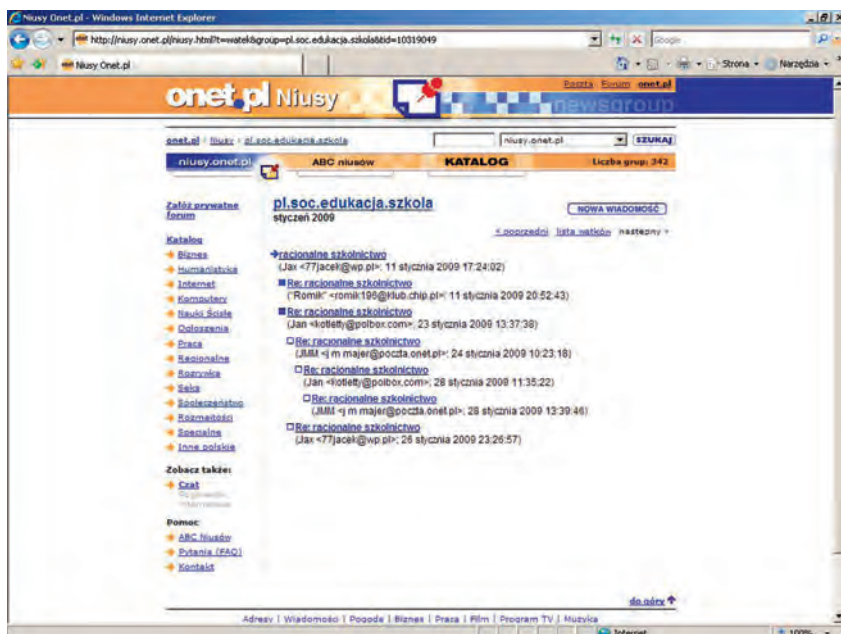 Niusy Onet.pl - Windows Internet Explorer
http://niusy.onet.pl/niusy.html?t=watek&group=pl.soc.edukacja.szkola&tid=10319049
Google
Niusy Onet.pl
Strona
Narzędzia
onet.pl Niusy
Poczta Forum onet.pl
newsgroup
onet.pl / Niusy / pl.soc.edukacja.szkola
niusy.onet.pl
SZUKAJ
niusy.onet.pl
ABC niusów
KATALOG
Liczba grup: 342
Załóż prywatne
forum
Katalog
Biznes
Humanistyka
Internet
Komputery
Nauki Ścisłe
Ogłoszenia
Praca
Regionalne
Rozrywka
Seks
Społeczeństwo
Rozmaitości
Specjalne
Inne polskie
Zobacz także:
Czat
Pomoc
ABC Niusów
Pytania (FAQ)
Kontakt
pl.soc.edukacja.szkola
styczeń 2009
NOWA WIADOMOŚĆ
< poprzedni lista wątków następny >
racionalne szkolnictwo
(Jax <77jacek@wp.pl>; 11 stycznia 2009 17:24:02)
Re: racionalne szkolnictwo
("Romik" <romik196@klub.chip.pl>; 11 stycznia 2009 20:52:43)
Re: racionalne szkolnictwo
(Jan <kotletty@polbox.com>; 23 stycznia 2009 13:37:38)
Re: racionalne szkolnictwo
(JMM <j m majer@poczta.onet.pl>; 24 stycznia 2009 10:23:18)
Re: racionalne szkolnictwo
(Jan <kotletty@polbox.com>; 28 stycznia 2009 11:35:22)
Re: racionalne szkolnictwo
(JMM <j m majer@poczta.onet.pl>; 28 stycznia 2009 13:39:46)
Re: racionalne szkolnictwo
(Jax <77jacek@wp.pl>; 26 stycznia 2009 23:26:57)
do góry
Adresy | Wiadomości | Pogoda | Biznes | Praca | Film | Program TV | Muzyka
Internet
100%